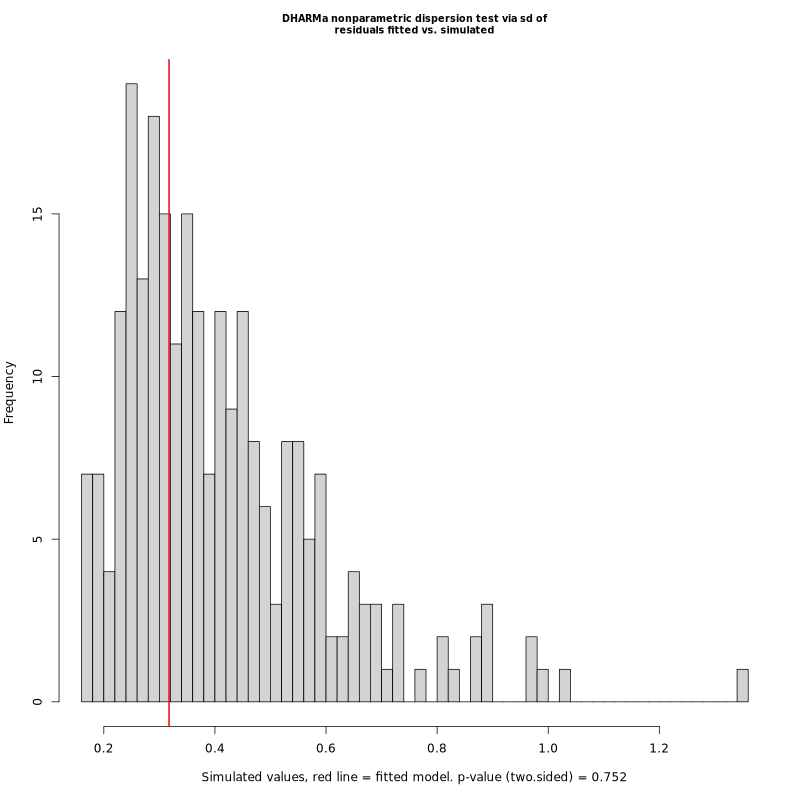 DHARMa nonparametric dispersion test via sd of
residuals fitted vs. simulated
Frequency
15
10
5
0
0.2 0.4 0.6 0.8 1.0 1.2
Simulated values, red line = fitted model. p-value (two.sided) = 0.752